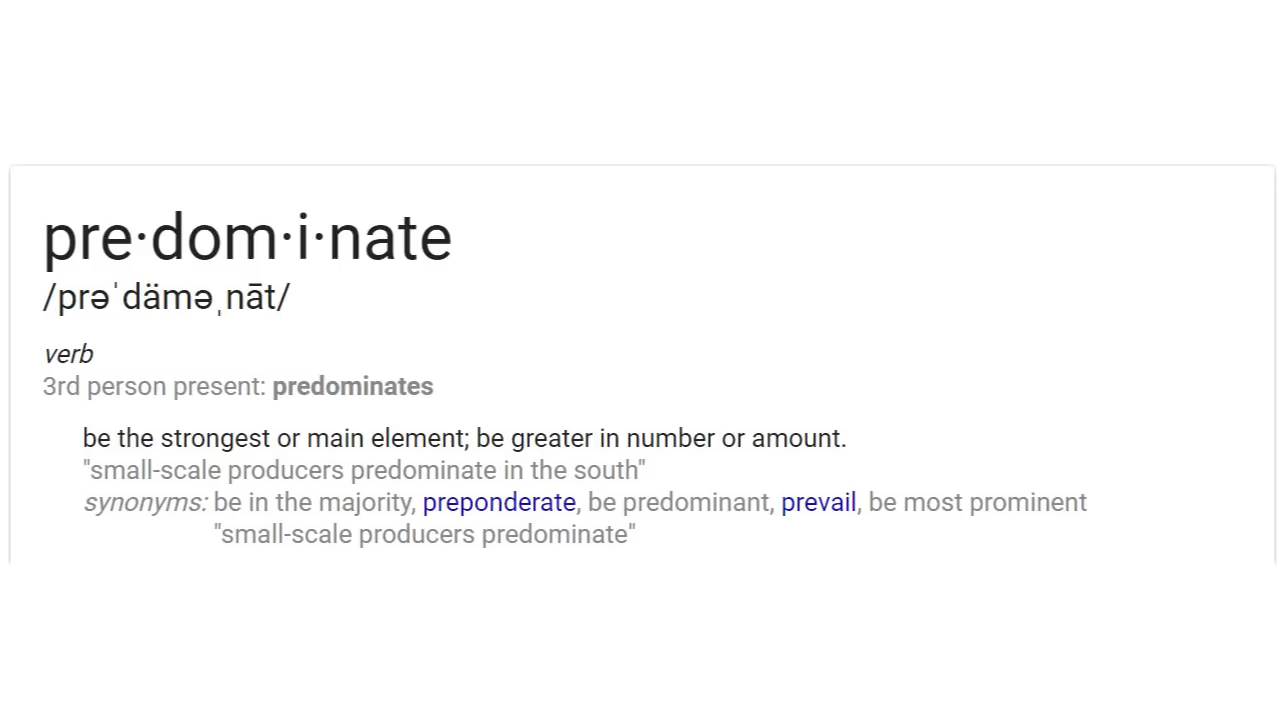 pre·dom·i·nate
/prəˈdäməˌnāt/
verb
3rd person present: predominates
be the strongest or main element; be greater in number or amount.
"small-scale producers predominate in the south"
synonyms: be in the majority, preponderate, be predominant, prevail, be most prominent
"small-scale producers predominate"